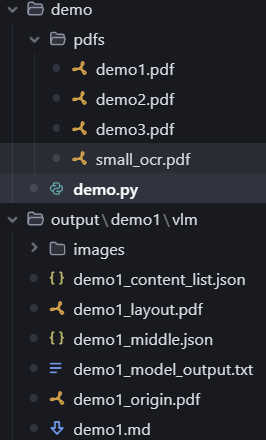 demo
pdfs
demo1.pdf
demo2.pdf
demo3.pdf
small_ocr.pdf
demo.py
output\demo1\vlm
images
demo1_content_list.json
demo1_layout.pdf
demo1_middle.json
demo1_model_output.txt
demo1_origin.pdf
demo1.md